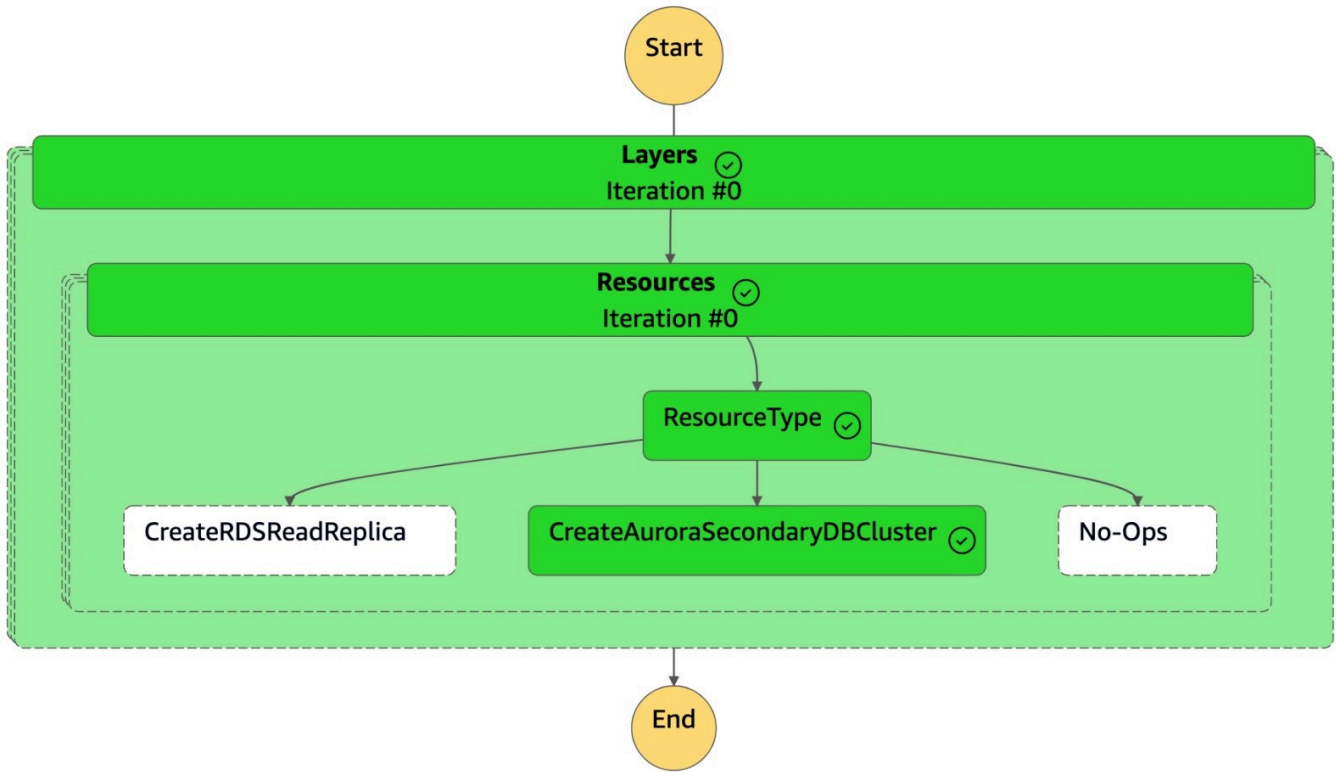 Start
Layers
Iteration #0
Resources
Iteration #0
ResourceType
CreateRDSReadReplica
CreateAuroraSecondaryDBCluster
No-Ops
End